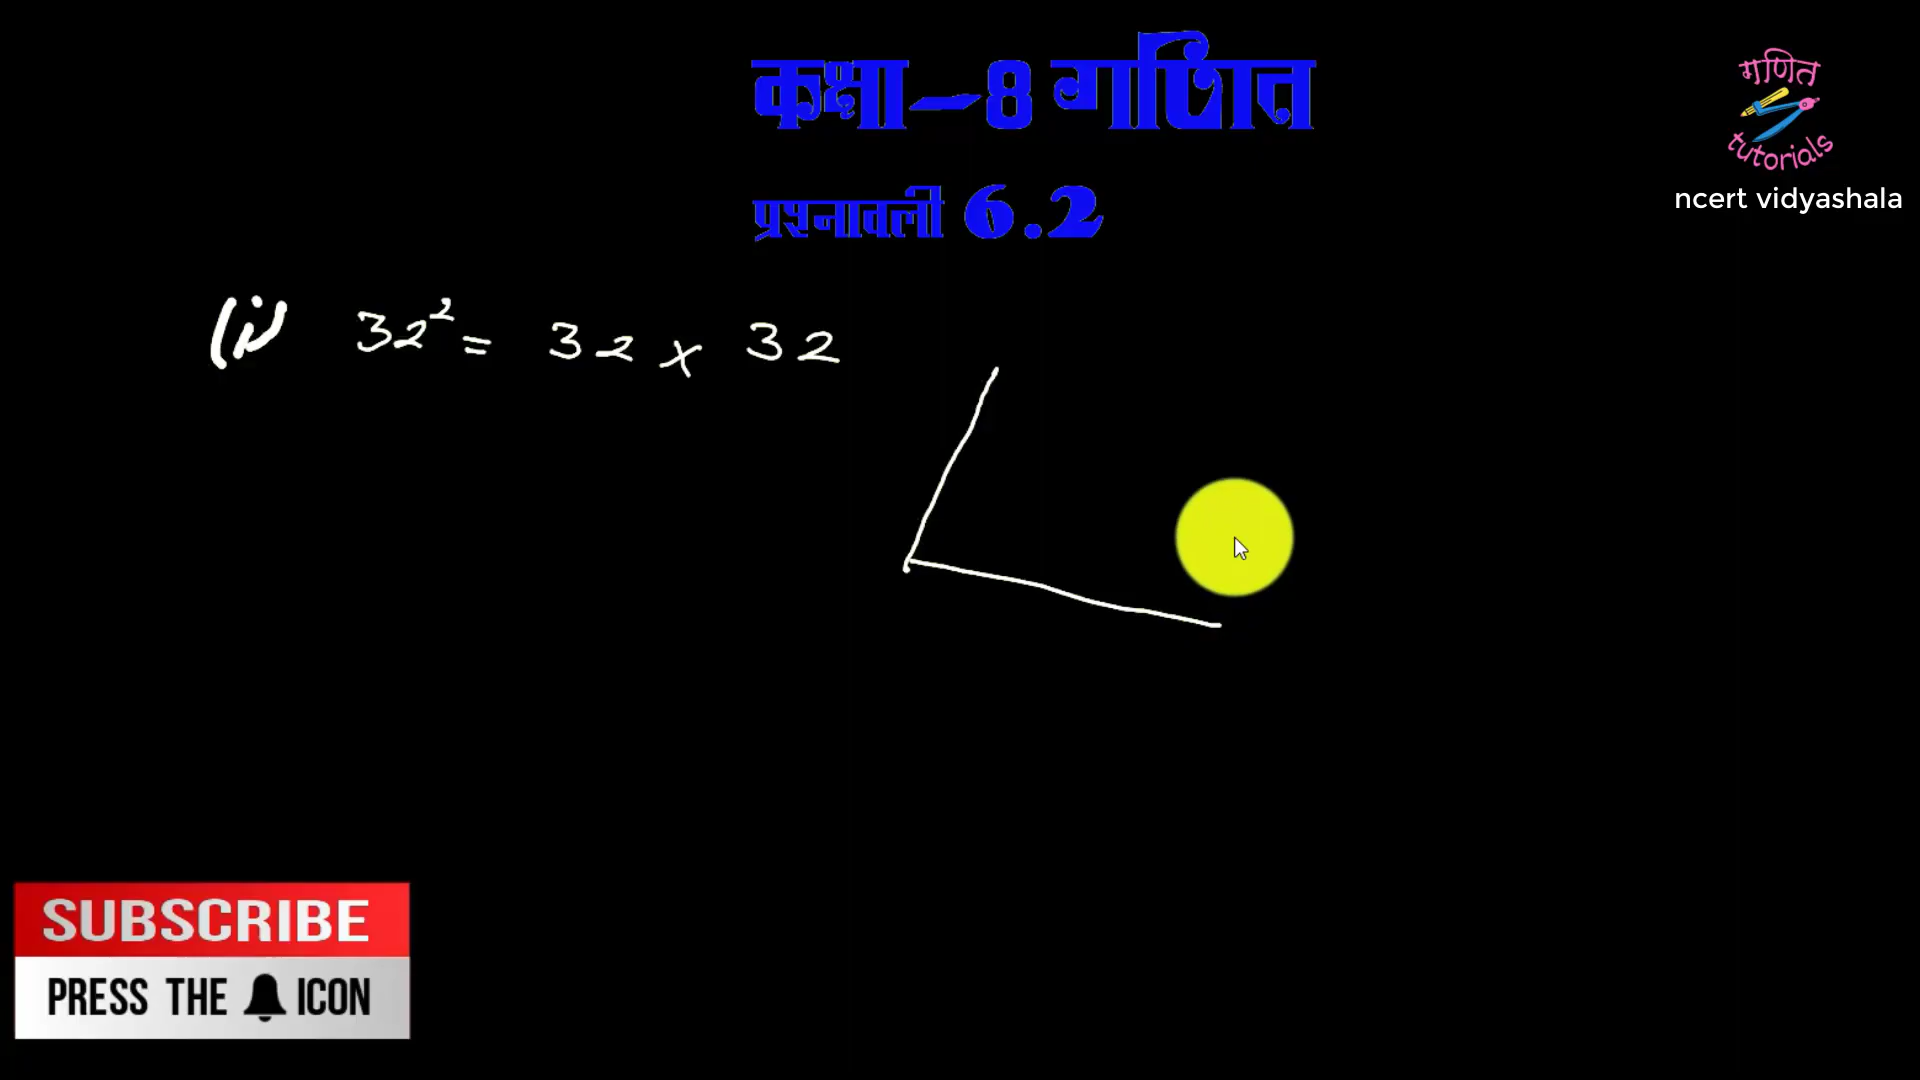 कक्षा-8 गणित
गणित
tutorials
ncert vidyashala
प्रश्नावली 6.2
(i) 32² = 32 × 32
SUBSCRIBE
PRESS THE ICON